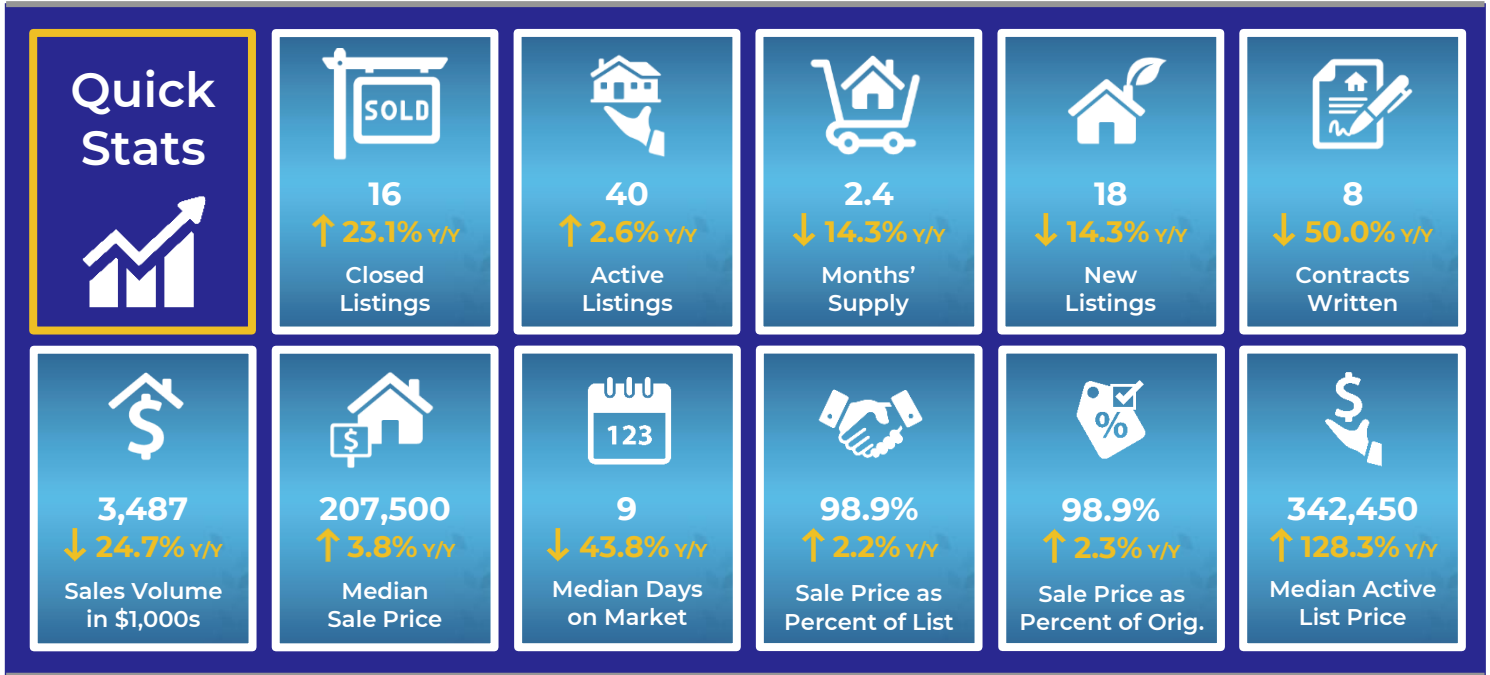 Quick
Stats
SOLD
16
↑ 23.1% Y/Y
Closed
Listings
40
↑ 2.6% Y/Y
Active
Listings
2.4
↓ 14.3% Y/Y
Months’
Supply
18
↓ 14.3% Y/Y
New
Listings
8
↓ 50.0% Y/Y
Contracts
Written
$
3,487
↓ 24.7% Y/Y
Sales Volume
in $1,000s
$
207,500
↑ 3.8% Y/Y
Median
Sale Price
123
9
↓ 43.8% Y/Y
Median Days
on Market
98.9%
↑ 2.2% Y/Y
Sale Price as
Percent of List
%
98.9%
↑ 2.3% Y/Y
Sale Price as
Percent of Orig.
$
342,450
↑ 128.3% Y/Y
Median Active
List Price